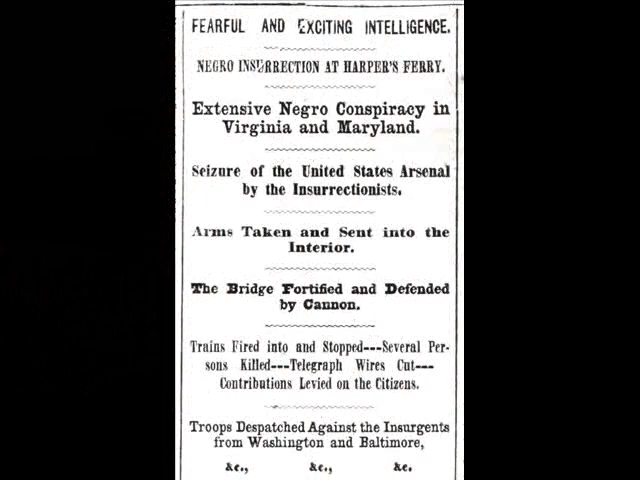 FEARFUL AND EXCITING INTELLIGENCE.
NEGRO INSURRECTION AT HARPER'S FERRY.
Extensive Negro Conspiracy in
Virginia and Maryland.
Seizure of the United States Arsenal
by the Insurrectionists.
Arms Taken and Sent into the
Interior.
The Bridge Fortified and Defended
by Cannon.
Trains Fired into and Stopped---Several Per-
sons Killed---Telegraph Wires Cut---
Contributions Levied on the Citizens.
Troops Despatched Against the Insurgents
from Washington and Baltimore,
&c., &c., &c.